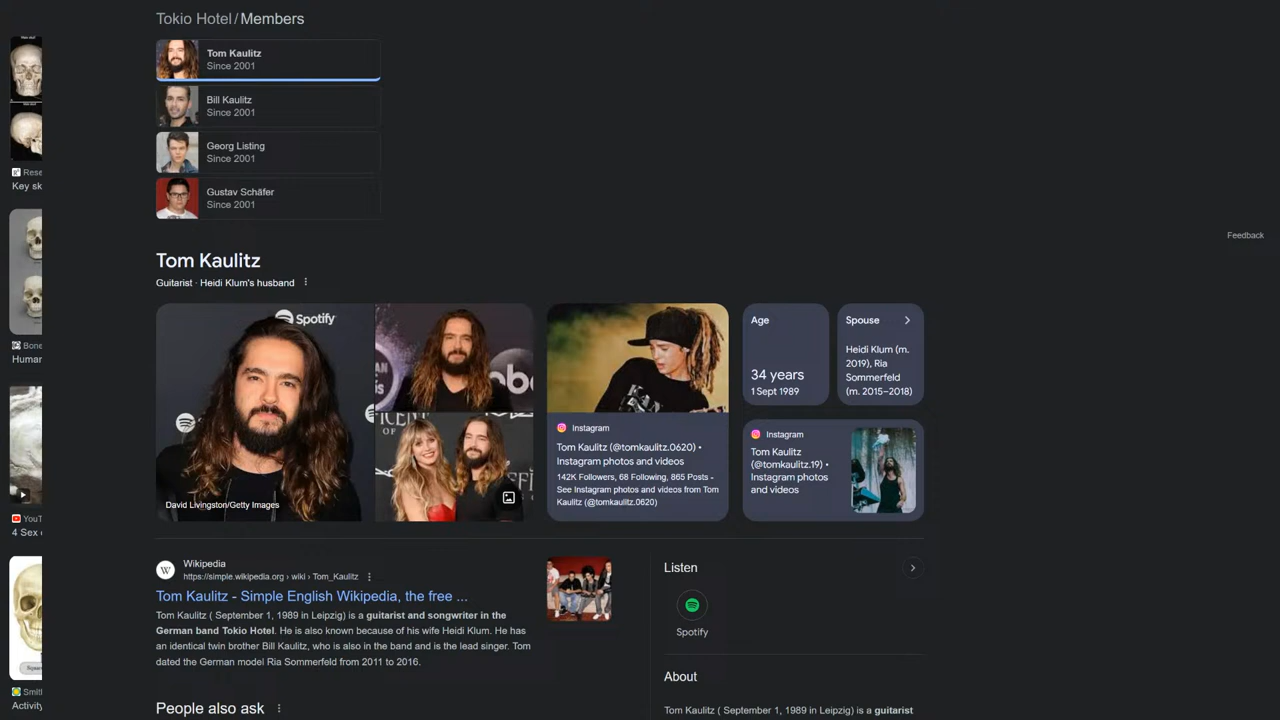 Tokio Hotel / Members
Tom Kaulitz
Since 2001
Bill Kaulitz
Since 2001
Georg Listing
Since 2001
Gustav Schäfer
Since 2001
Feedback
Rese
Key sk
Bone
Human
YouT
4 Sex
Smit
Activity
Tom Kaulitz
Guitarist · Heidi Klum's husband
Spotify
David Livingston/Getty Images
Instagram
Tom Kaulitz (@tomkaulitz.0620) •
Instagram photos and videos
142K Followers, 68 Following, 865 Posts -
See Instagram photos and videos from Tom
Kaulitz (@tomkaulitz.0620)
Age
34 years
1 Sept 1989
Spouse
Heidi Klum (m.
2019), Ria
Sommerfeld
(m. 2015–2018)
Instagram
Tom Kaulitz
(@tomkaulitz.19) •
Instagram photos
and videos
Wikipedia
https://simple.wikipedia.org › wiki › Tom_Kaulitz
Tom Kaulitz - Simple English Wikipedia, the free ...
Tom Kaulitz ( September 1, 1989 in Leipzig) is a guitarist and songwriter in the
German band Tokio Hotel. He is also known because of his wife Heidi Klum. He has
an identical twin brother Bill Kaulitz, who is also in the band and is the lead singer. Tom
dated the German model Ria Sommerfeld from 2011 to 2016.
People also ask
Listen
Spotify
About
Tom Kaulitz ( September 1, 1989 in Leipzig) is a guitarist